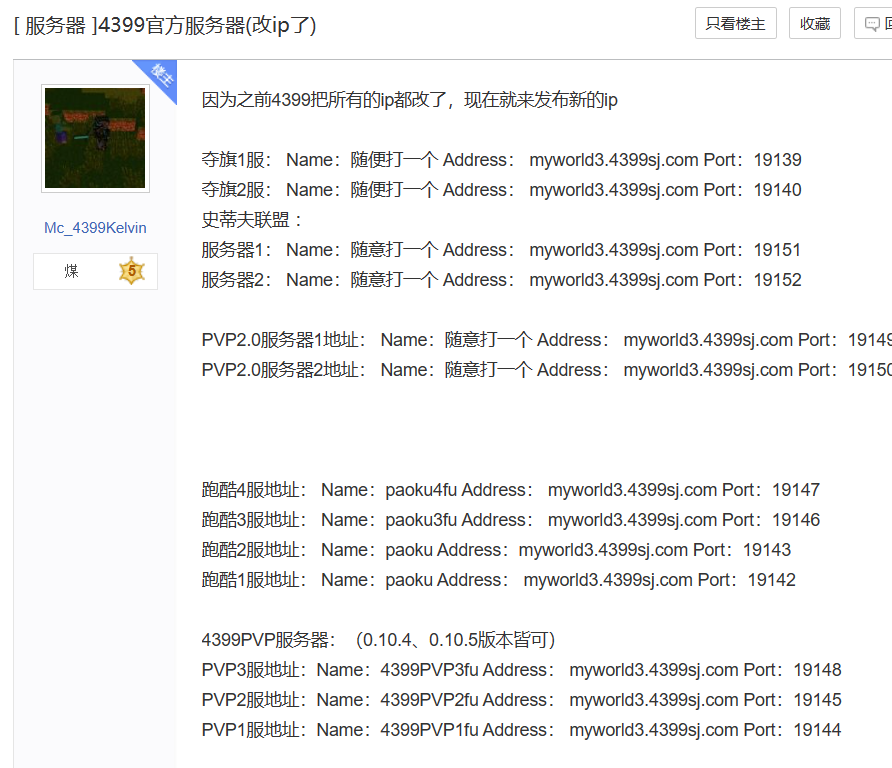 [ 服务器 ]4399官方服务器(改ip了)
只看楼主
收藏
回
楼主
Mc_4399Kelvin
煤 5
因为之前4399把所有的ip都改了，现在就来发布新的ip
夺旗1服： Name：随便打一个 Address： myworld3.4399sj.com Port：19139
夺旗2服： Name：随便打一个 Address： myworld3.4399sj.com Port：19140
史蒂夫联盟：
服务器1： Name：随意打一个 Address： myworld3.4399sj.com Port：19151
服务器2： Name：随意打一个 Address： myworld3.4399sj.com Port：19152
PVP2.0服务器1地址： Name：随意打一个 Address： myworld3.4399sj.com Port：19149
PVP2.0服务器2地址： Name：随意打一个 Address： myworld3.4399sj.com Port：19150
跑酷4服地址： Name：paoku4fu Address： myworld3.4399sj.com Port：19147
跑酷3服地址： Name：paoku3fu Address： myworld3.4399sj.com Port：19146
跑酷2服地址： Name：paoku Address：myworld3.4399sj.com Port：19143
跑酷1服地址： Name：paoku Address： myworld3.4399sj.com Port：19142
4399PVP服务器：（0.10.4、0.10.5版本皆可）
PVP3服地址：Name：4399PVP3fu Address： myworld3.4399sj.com Port：19148
PVP2服地址：Name：4399PVP2fu Address： myworld3.4399sj.com Port：19145
PVP1服地址：Name：4399PVP1fu Address： myworld3.4399sj.com Port：19144